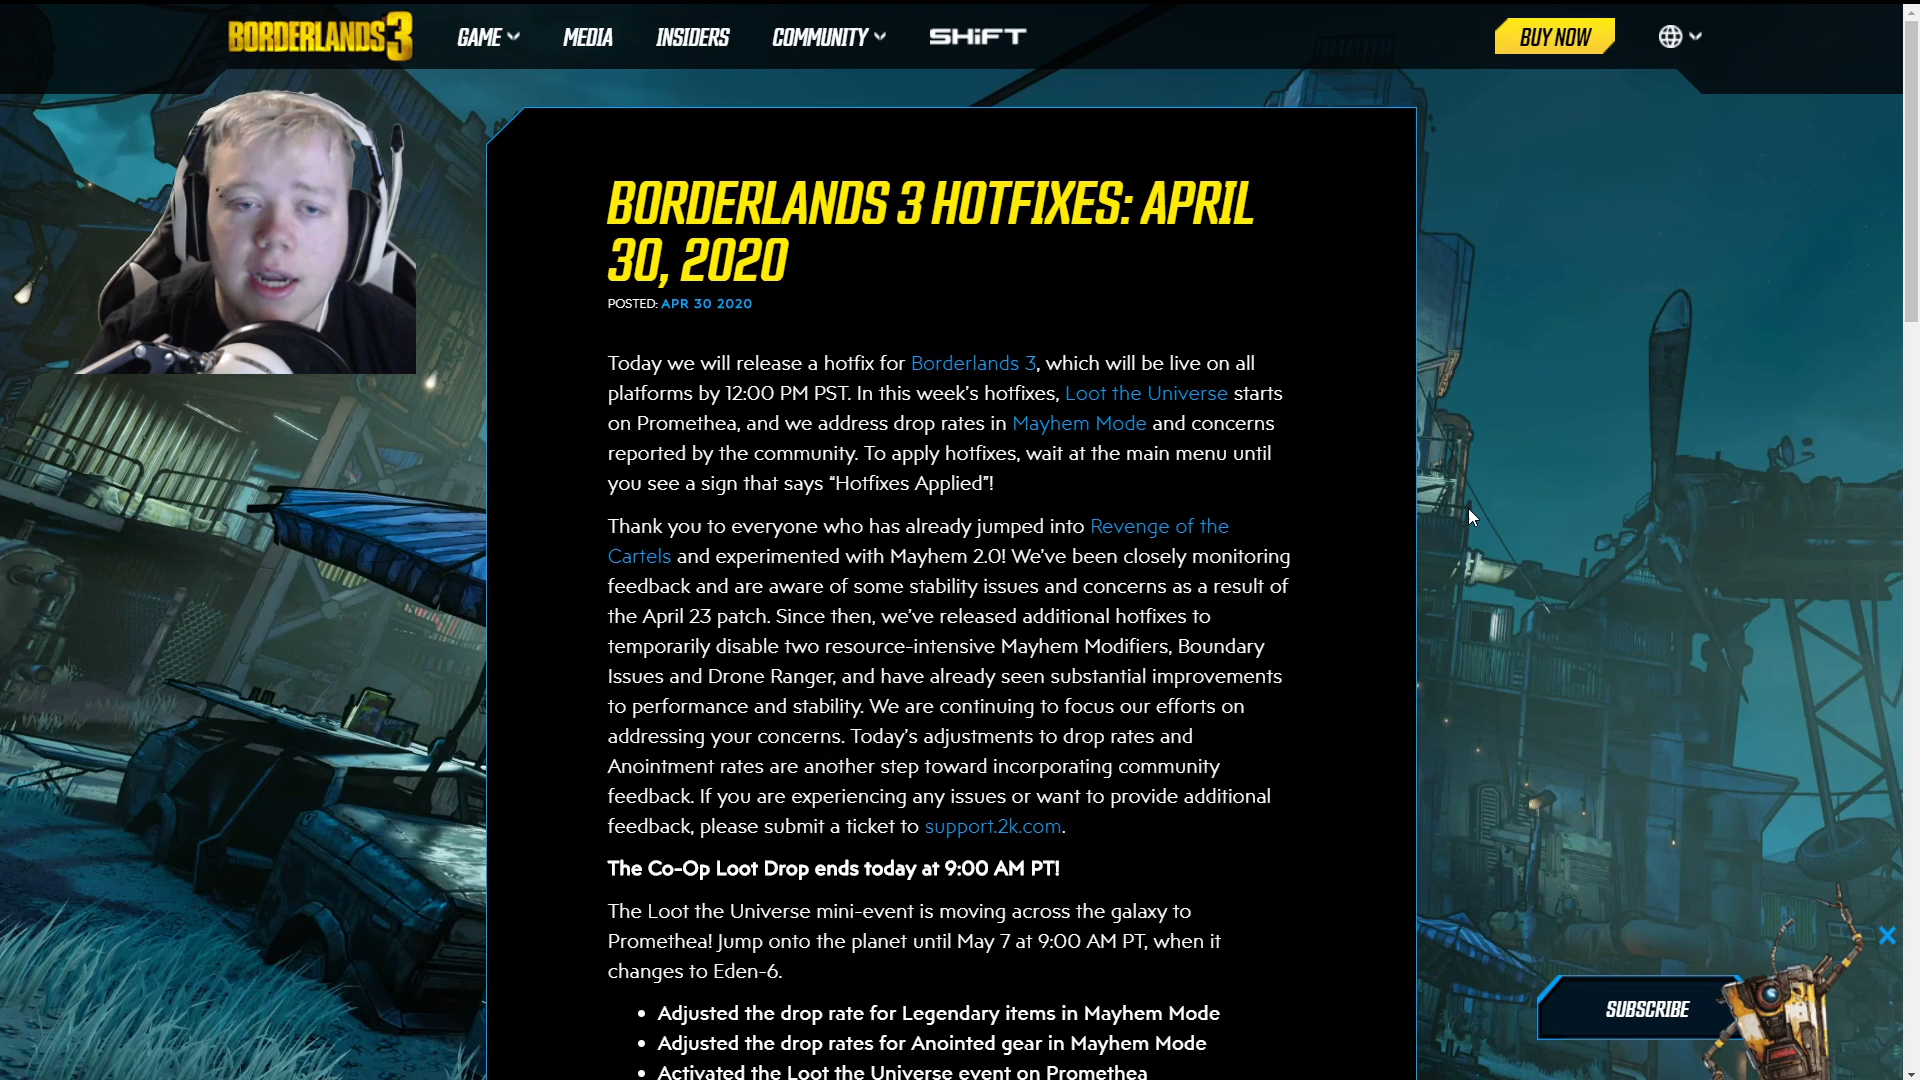 BORDERLANDS 3 GAME MEDIA INSIDERS COMMUNITY SHiFT BUY NOW
BORDERLANDS 3 HOTFIXES: APRIL
30, 2020
POSTED: APR 30 2020
Today we will release a hotfix for Borderlands 3, which will be live on all
platforms by 12:00 PM PST. In this week’s hotfixes, Loot the Universe starts
on Promethea, and we address drop rates in Mayhem Mode and concerns
reported by the community. To apply hotfixes, wait at the main menu until
you see a sign that says “Hotfixes Applied”!
Thank you to everyone who has already jumped into Revenge of the
Cartels and experimented with Mayhem 2.0! We’ve been closely monitoring
feedback and are aware of some stability issues and concerns as a result of
the April 23 patch. Since then, we’ve released additional hotfixes to
temporarily disable two resource-intensive Mayhem Modifiers, Boundary
Issues and Drone Ranger, and have already seen substantial improvements
to performance and stability. We are continuing to focus our efforts on
addressing your concerns. Today’s adjustments to drop rates and
Anointment rates are another step toward incorporating community
feedback. If you are experiencing any issues or want to provide additional
feedback, please submit a ticket to support.2k.com.
The Co-Op Loot Drop ends today at 9:00 AM PT!
The Loot the Universe mini-event is moving across the galaxy to
Promethea! Jump onto the planet until May 7 at 9:00 AM PT, when it
changes to Eden-6.
• Adjusted the drop rate for Legendary items in Mayhem Mode
• Adjusted the drop rates for Anointed gear in Mayhem Mode
• Activated the Loot the Universe event on Promethea
SUBSCRIBE